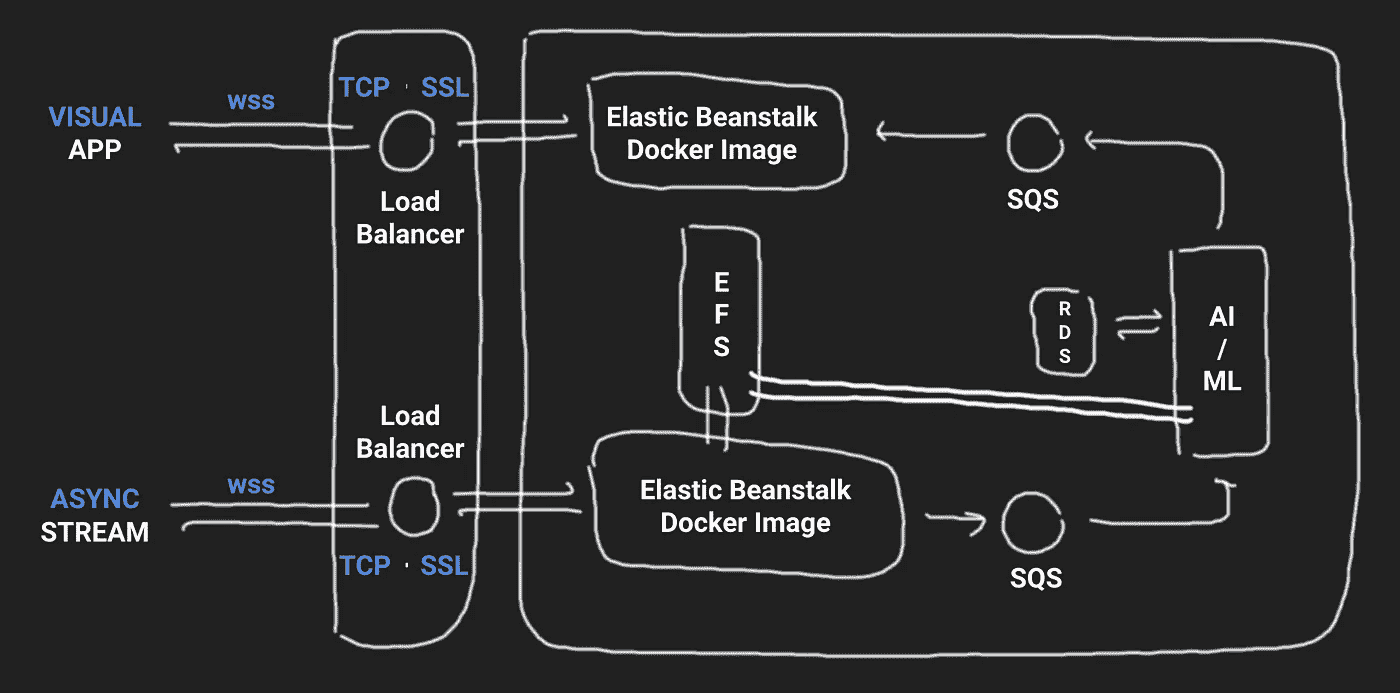 VISUAL
APP
wss
TCP · SSL
Load
Balancer
Elastic Beanstalk
Docker Image
SQS
E
F
S
R
D
S
AI
/
ML
Load
Balancer
ASYNC
STREAM
wss
TCP · SSL
Elastic Beanstalk
Docker Image
SQS